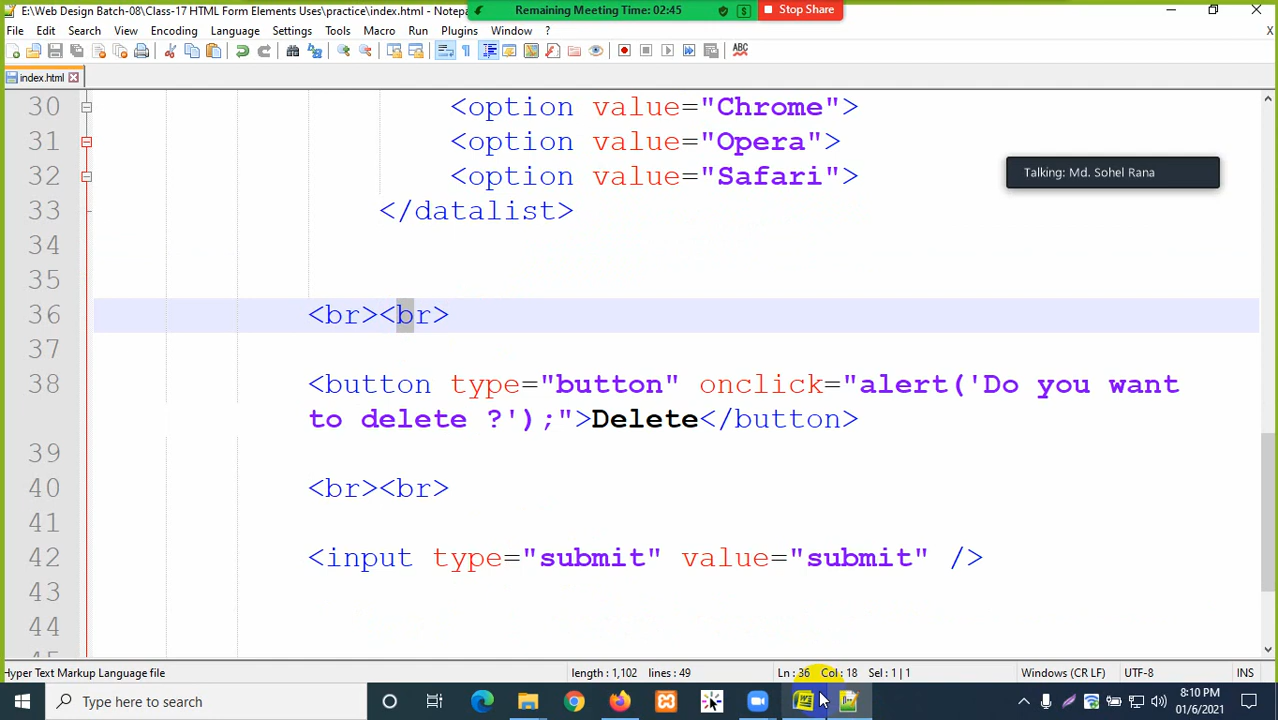 E:\Web Design Batch-08\Class-17 HTML Form Elements Uses\practice\index.html - Notepa
Remaining Meeting Time: 02:45
Stop Share
File Edit Search View Encoding Language Settings Tools Macro Run Plugins Window ?
X
ABC
index.html
30 <option value="Chrome">
31 <option value="Opera">
32 <option value="Safari">
Talking: Md. Sohel Rana
33 </datalist>
34
35
36 <br><br>
37
38 <button type="button" onclick="alert('Do you want
to delete ?');">Delete</button>
39
40 <br><br>
41
42 <input type="submit" value="submit" />
43
44
45
Hyper Text Markup Language file length : 1,102 lines : 49 Ln : 36 Col : 18 Sel : 1 | 1 Windows (CR LF) UTF-8 INS
Type here to search
8:10 PM
01/6/2021